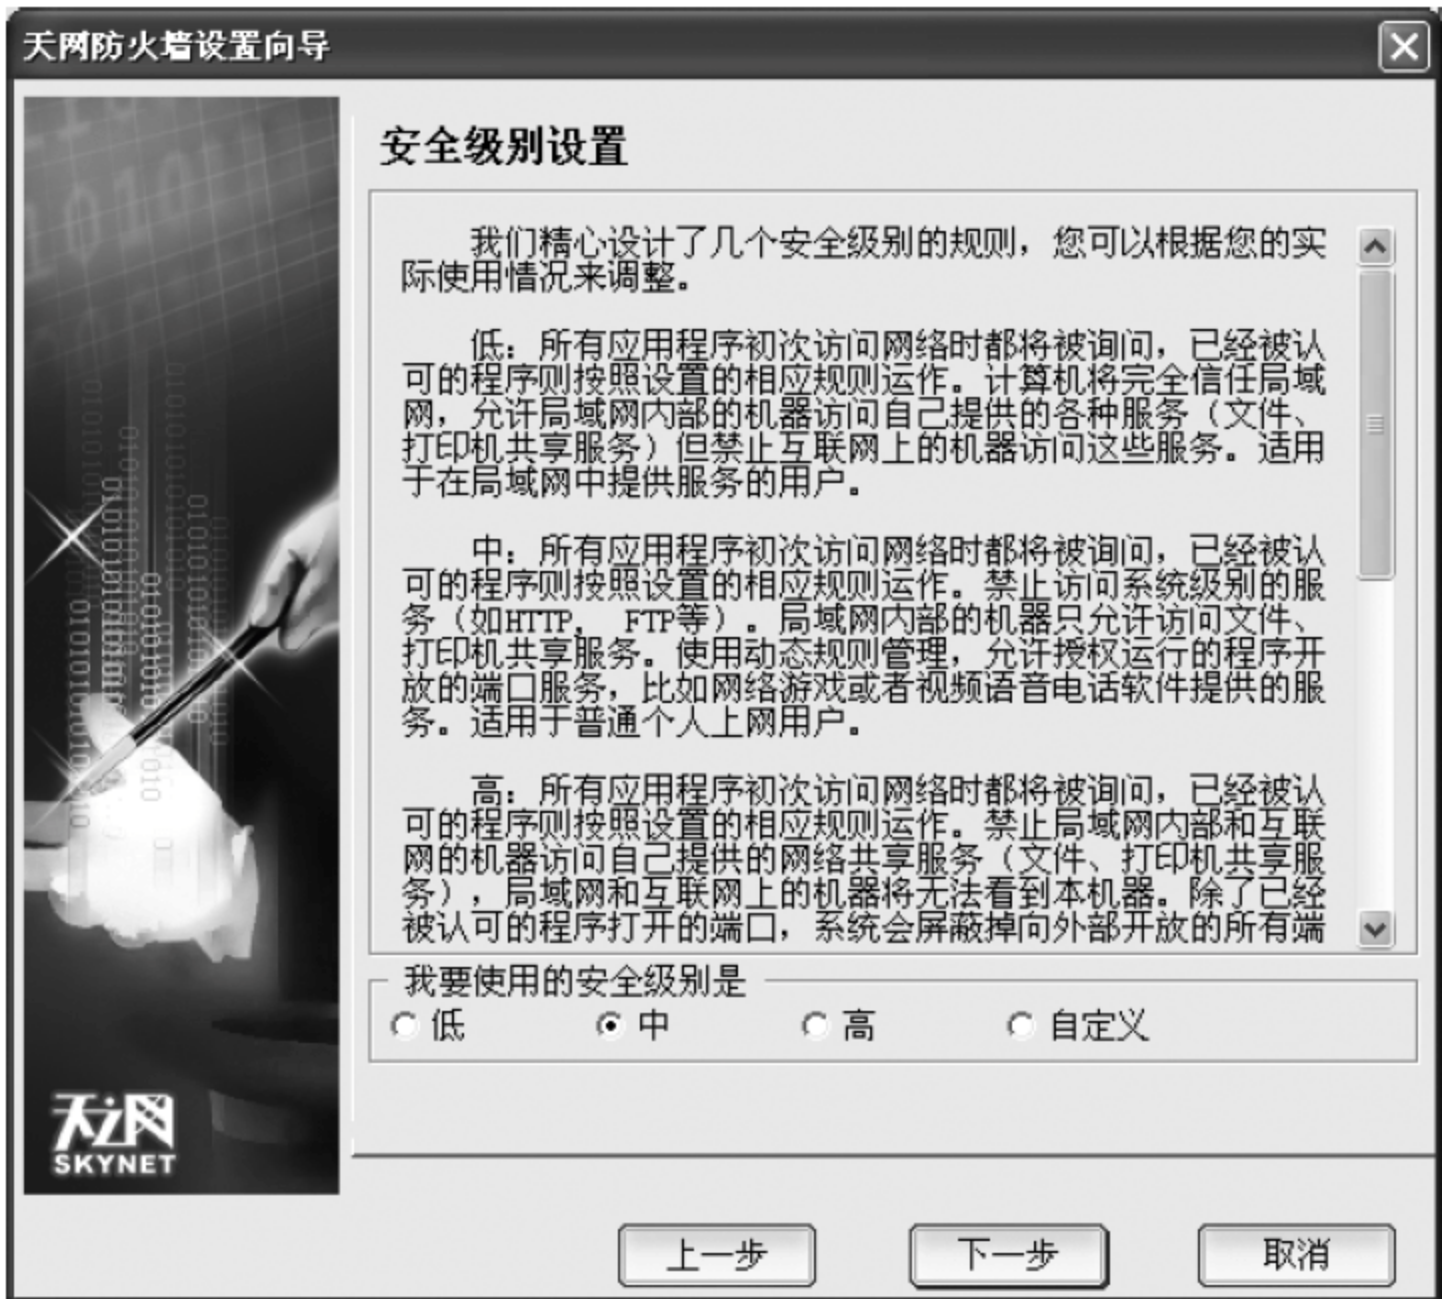 天网防火墙设置向导
安全级别设置
我们精心设计了几个安全级别的规则，您可以根据您的实
际使用情况来调整。
低：所有应用程序初次访问网络时都将被询问，已经被认
可的程序则按照设置的相应规则运作。计算机将完全信任局域
网，允许局域网内部的机器访问自己提供的各种服务（文件、
打印机共享服务）但禁止互联网上的机器访问这些服务。适用
于在局域网中提供服务的用户。
中：所有应用程序初次访问网络时都将被询问，已经被认
可的程序则按照设置的相应规则运作。禁止访问系统级别的服
务（如HTTP， FTP等）。局域网内部的机器只允许访问文件、
打印机共享服务。使用动态规则管理，允许授权运行的程序开
放的端口服务，比如网络游戏或者视频语音电话软件提供的服
务。适用于普通个人上网用户。
高：所有应用程序初次访问网络时都将被询问，已经被认
可的程序则按照设置的相应规则运作。禁止局域网内部和互联
网的机器访问自己提供的网络共享服务（文件、打印机共享服
务），局域网和互联网上的机器将无法看到本机器。除了已经
被认可的程序打开的端口，系统会屏蔽掉向外部开放的所有端
我要使用的安全级别是
低 中 高 自定义
天之网
SKYNET
上一步 下一步 取消